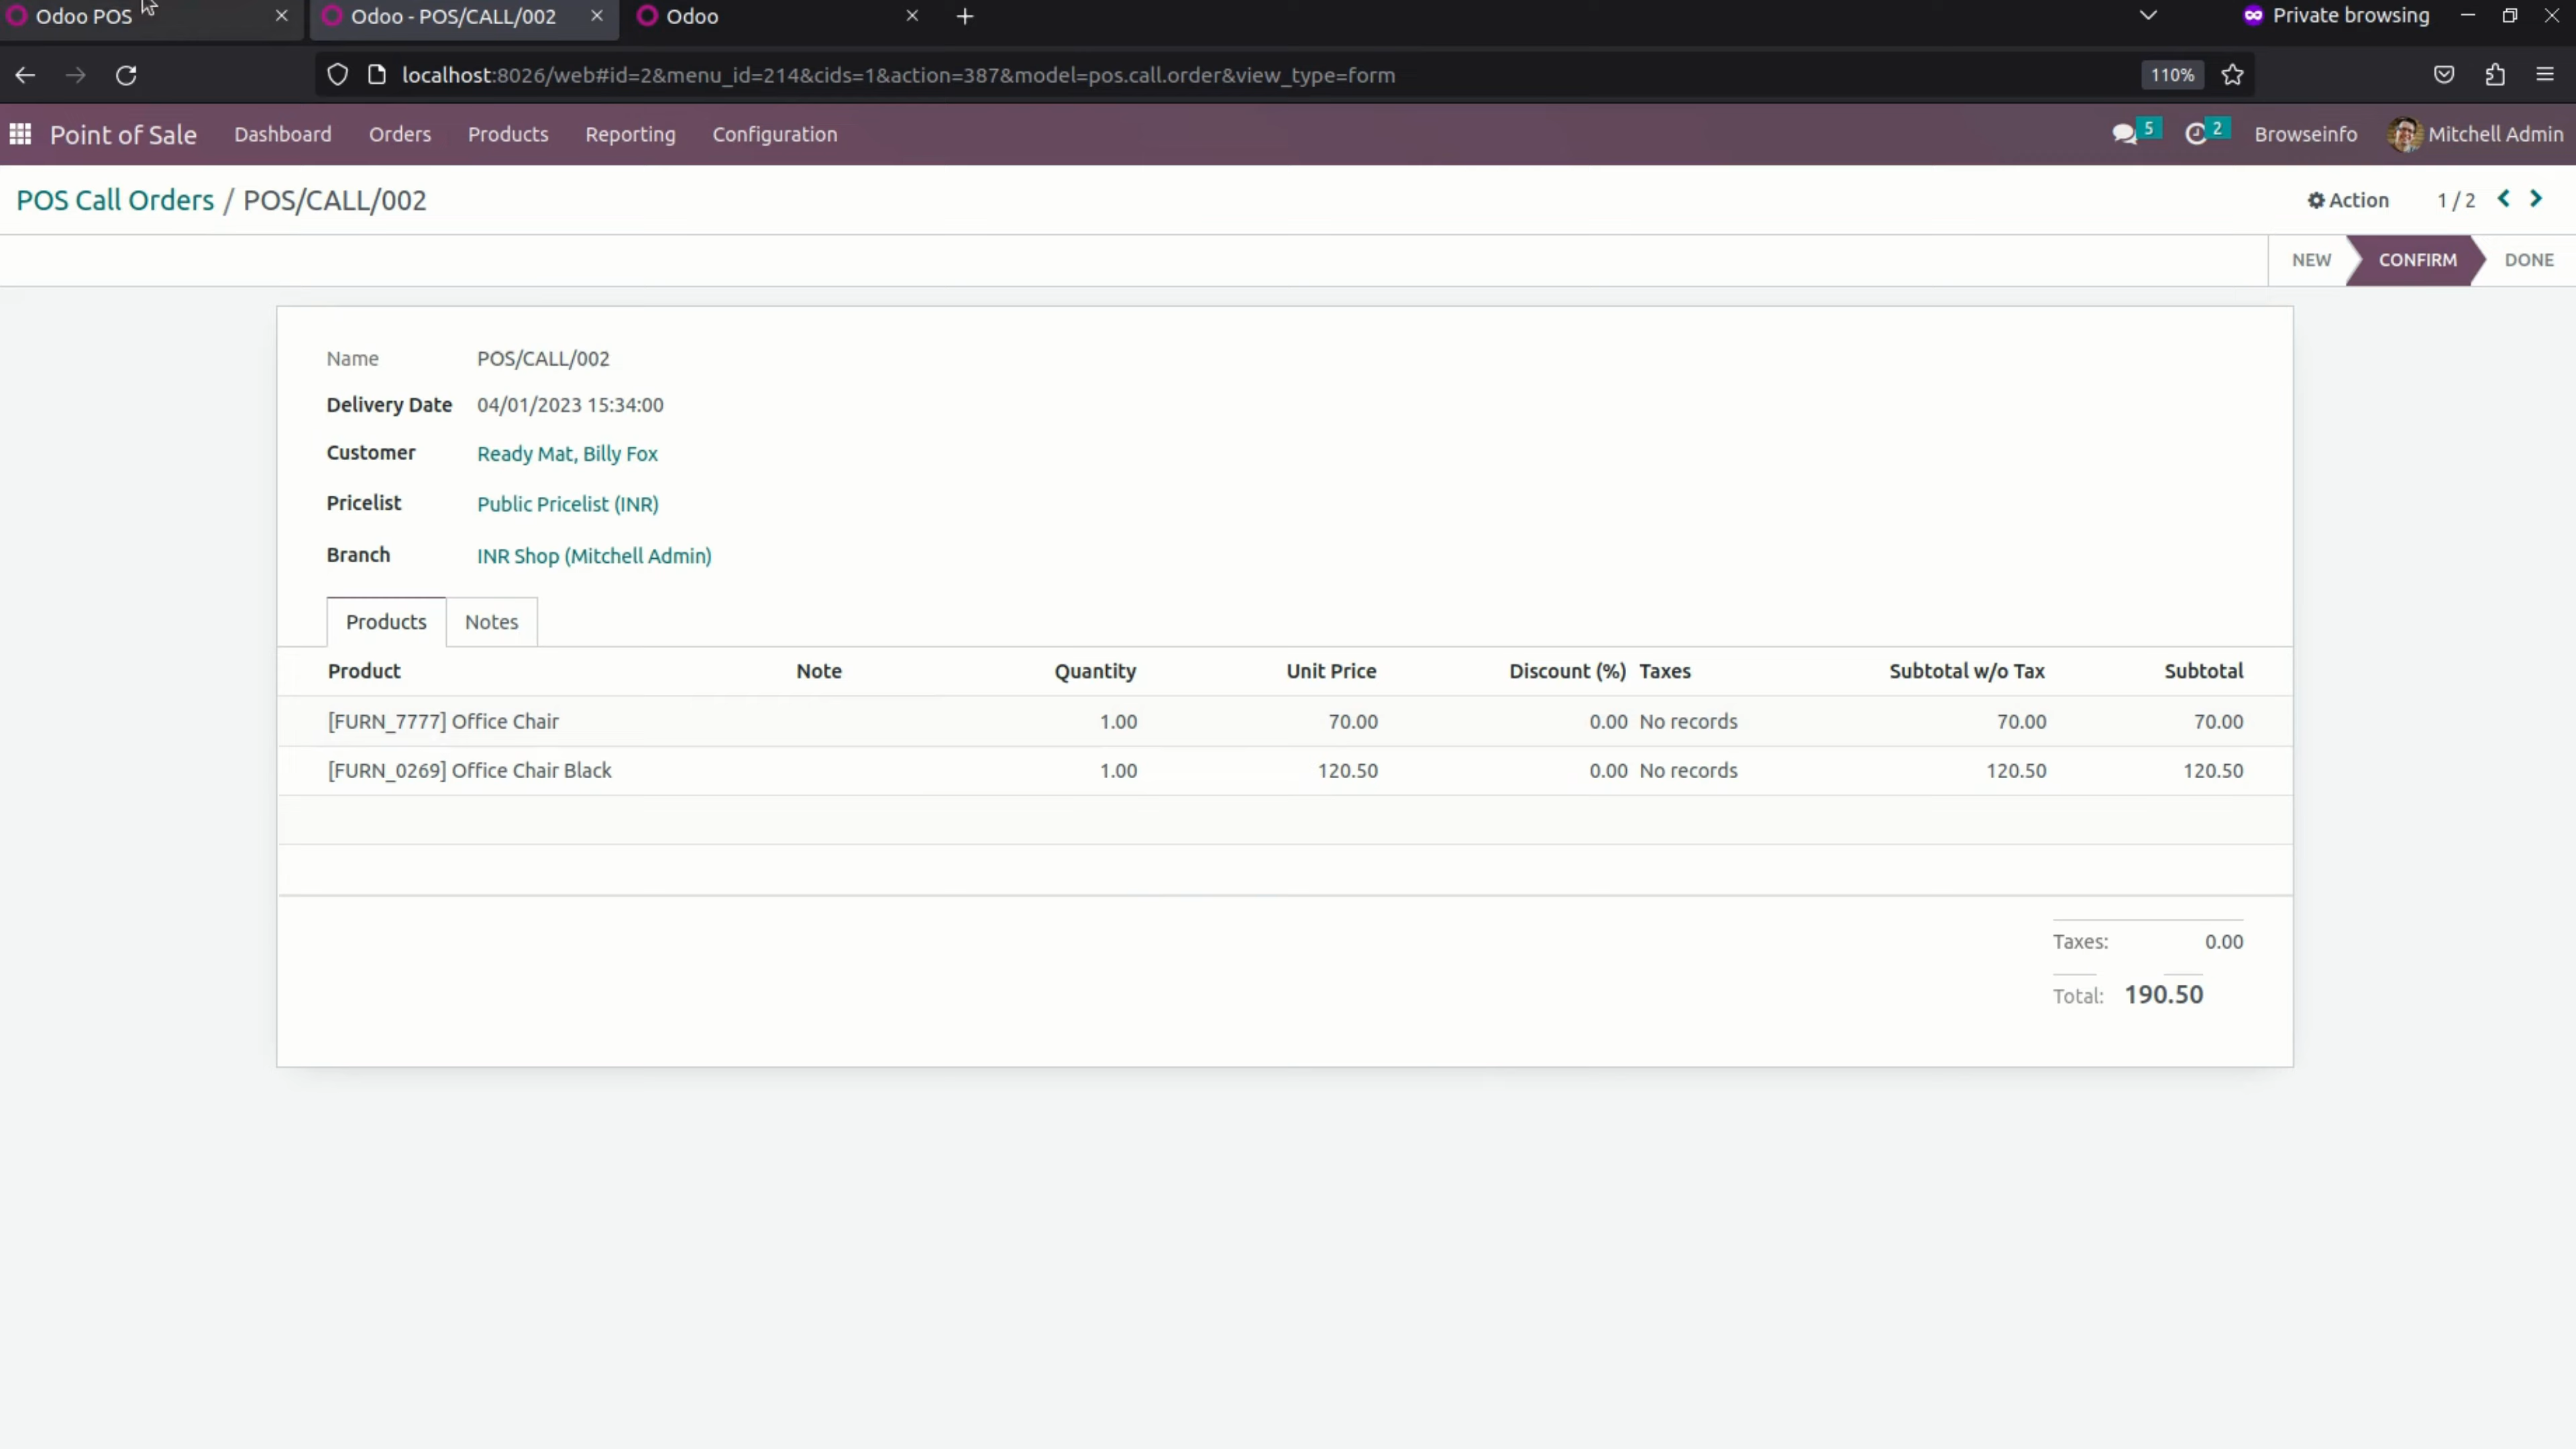 Odoo POS Odoo - POS/CALL/002 Odoo Private browsing
localhost:8026/web#id=2&menu_id=214&cids=1&action=387&model=pos.call.order&view_type=form 110%
Point of Sale Dashboard Orders Products Reporting Configuration 5 2 Browseinfo Mitchell Admin
POS Call Orders / POS/CALL/002 Action 1 / 2
NEW CONFIRM DONE
Name POS/CALL/002
Delivery Date 04/01/2023 15:34:00
Customer Ready Mat, Billy Fox
Pricelist Public Pricelist (INR)
Branch INR Shop (Mitchell Admin)
Products Notes
Product Note Quantity Unit Price Discount (%) Taxes Subtotal w/o Tax Subtotal
[FURN_7777] Office Chair 1.00 70.00 0.00 No records 70.00 70.00
[FURN_0269] Office Chair Black 1.00 120.50 0.00 No records 120.50 120.50
Taxes: 0.00
Total: 190.50